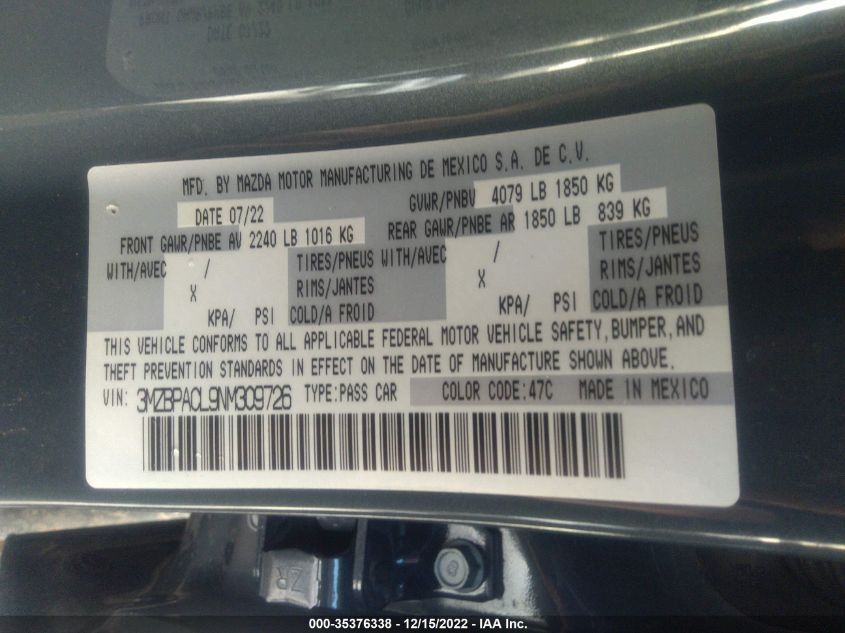 MFD. BY MAZDA MOTOR MANUFACTURING DE MEXICO S.A. DE C.V.
DATE 07/22 GVWR/PNBV 4079 LB 1850 KG
FRONT GAWR/PNBE AV 2240 LB 1016 KG REAR GAWR/PNBE AR 1850 LB 839 KG
WITH/AVEC / TIRES/PNEUS WITH/AVEC / TIRES/PNEUS
X RIMS/JANTES X RIMS/JANTES
KPA/ PSI COLD/A FROID KPA/ PSI COLD/A FROID
THIS VEHICLE CONFORMS TO ALL APPLICABLE FEDERAL MOTOR VEHICLE SAFETY, BUMPER, AND
THEFT PREVENTION STANDARDS IN EFFECT ON THE DATE OF MANUFACTURE SHOWN ABOVE.
VIN: 3MZBPACL9NM309726 TYPE:PASS CAR COLOR CODE:47C MADE IN MEXICO
ZR
000-35376338 - 12/15/2022 - IAA Inc.